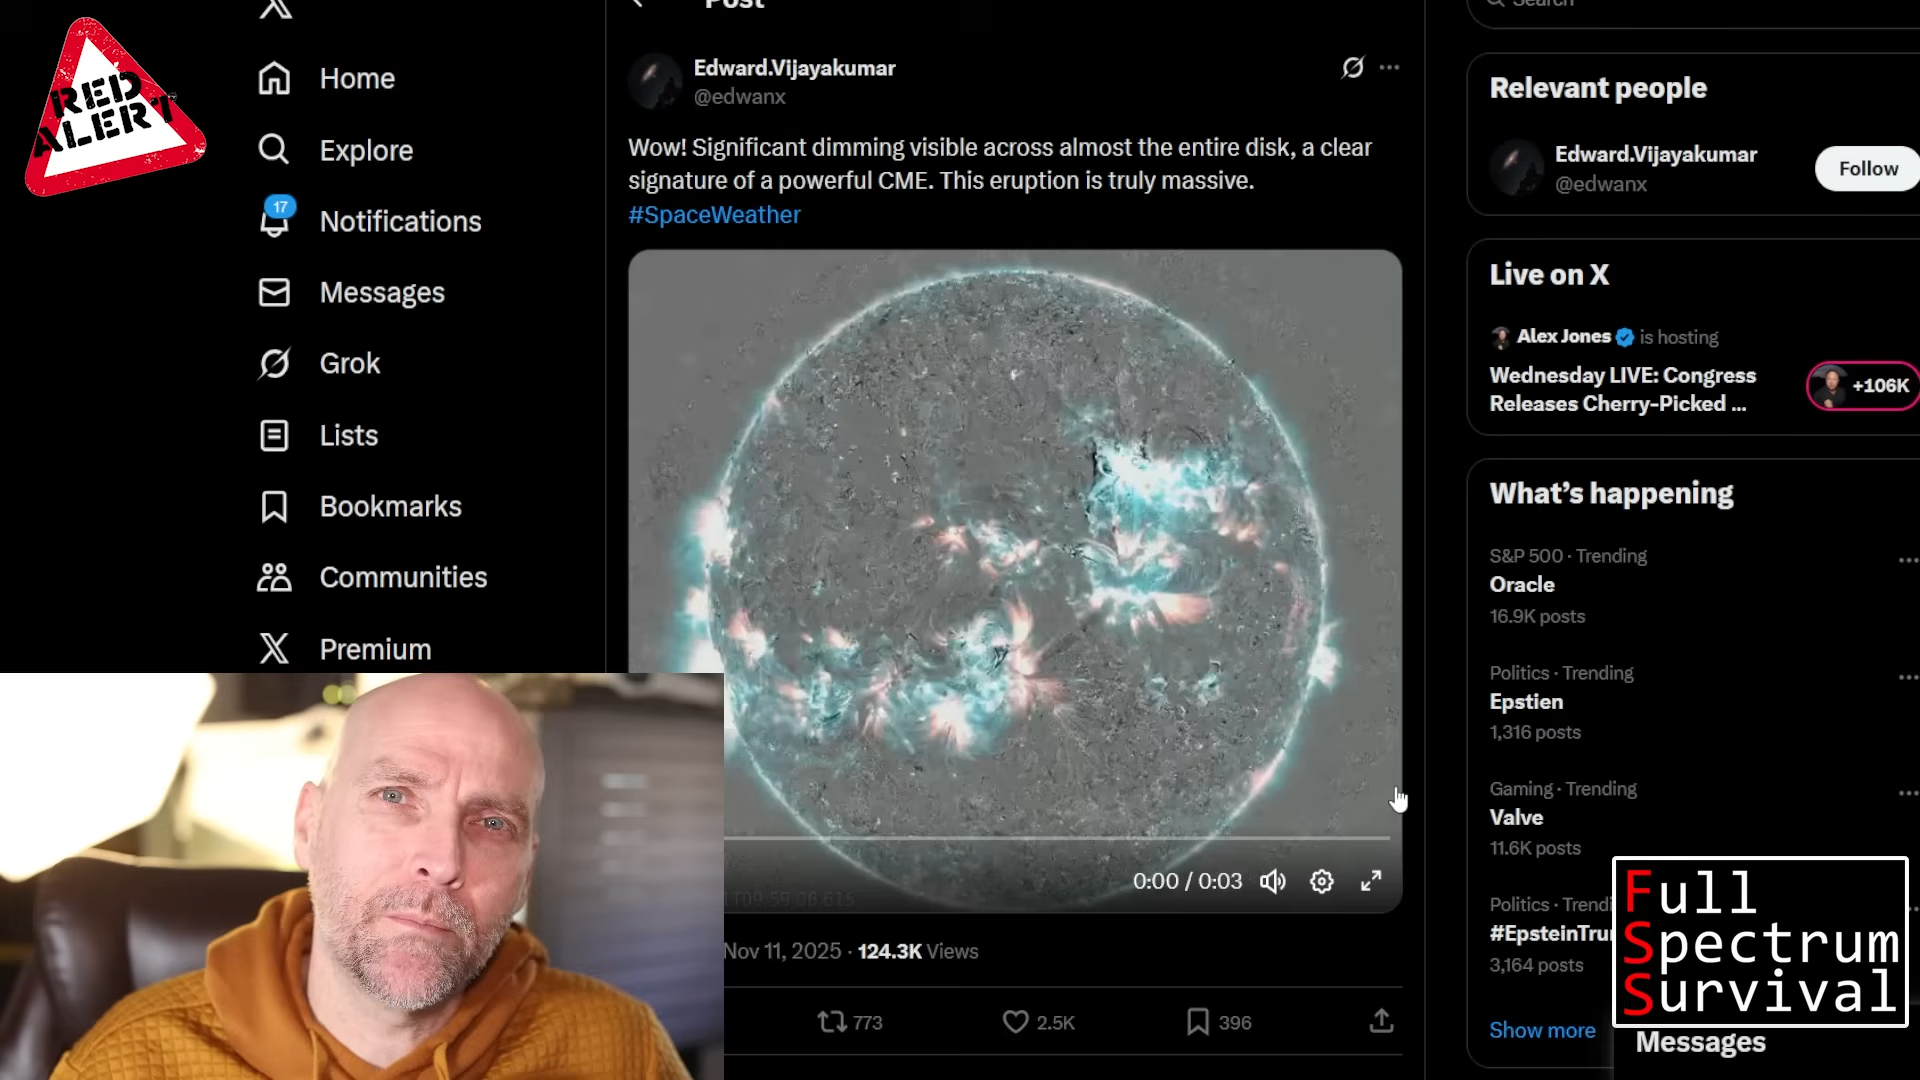 RED
ALERT
Home
Explore
17
Notifications
Messages
Grok
Lists
Bookmarks
Communities
Premium
Post
Edward.Vijayakumar
@edwanx
Wow! Significant dimming visible across almost the entire disk, a clear
signature of a powerful CME. This eruption is truly massive.
#SpaceWeather
0:00 / 0:03
Nov 11, 2025 · 124.3K Views
773
2.5K
396
Search
Relevant people
Edward.Vijayakumar
@edwanx
Follow
Live on X
Alex Jones is hosting
Wednesday LIVE: Congress
Releases Cherry-Picked ...
+106K
What's happening
S&P 500 · Trending
Oracle
16.9K posts
Politics · Trending
Epstien
1,316 posts
Gaming · Trending
Valve
11.6K posts
Politics · Trendi
#EpsteinTru
3,164 posts
Show more
Full
Spectrum
Survival
Messages